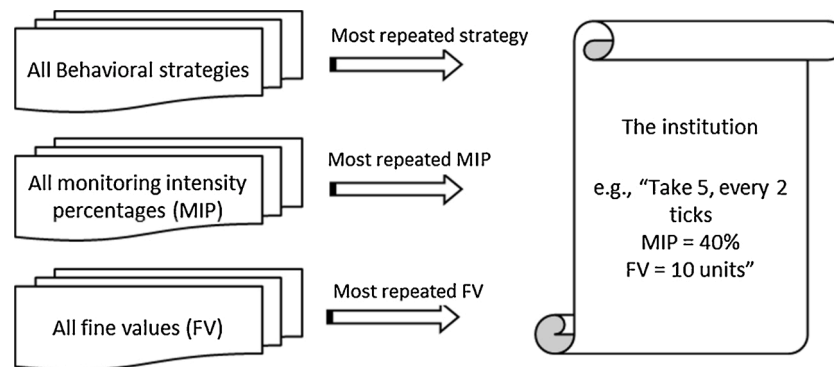 Most repeated strategy
All Behavioral strategies
Most repeated MIP
All monitoring intensity
percentages (MIP)
Most repeated FV
All fine values (FV)
The institution
e.g., “Take 5, every 2
ticks
MIP = 40%
FV = 10 units”